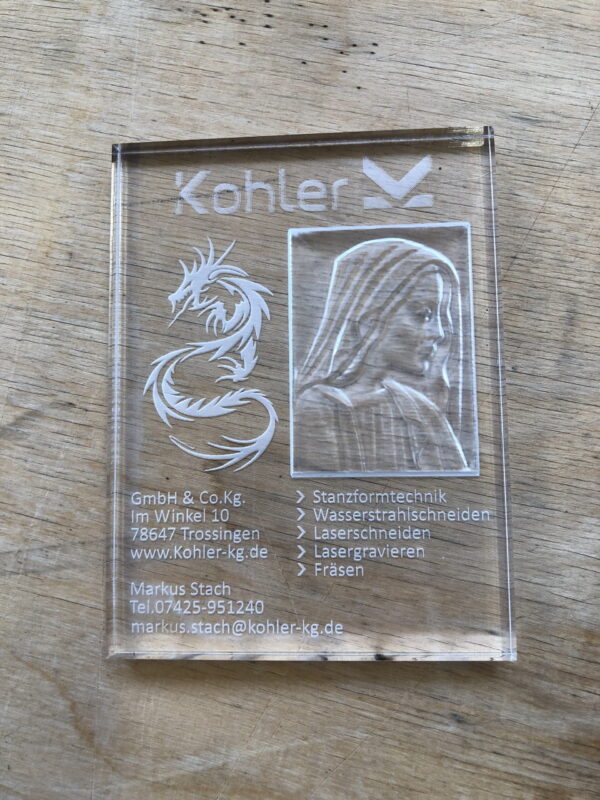 Kohler
GmbH & Co.Kg.
Im Winkel 10
78647 Trossingen
www.Kohler-kg.de
Markus Stach
Tel.07425-951240
markus.stach@kohler-kg.de
> Stanzformtechnik
> Wasserstrahlschneiden
> Laserschneiden
> Lasergravieren
> Fräsen